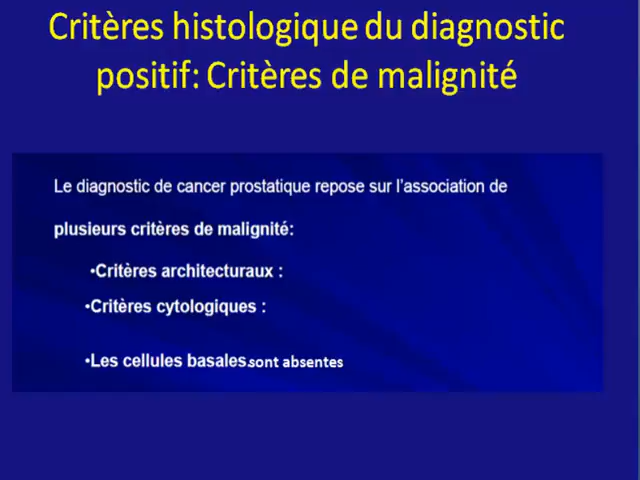 Critères histologique du diagnostic
positif: Critères de malignité
Le diagnostic de cancer prostatique repose sur l'association de
plusieurs critères de malignité:
•Critères architecturaux :
•Critères cytologiques :
•Les cellules basales sont absentes